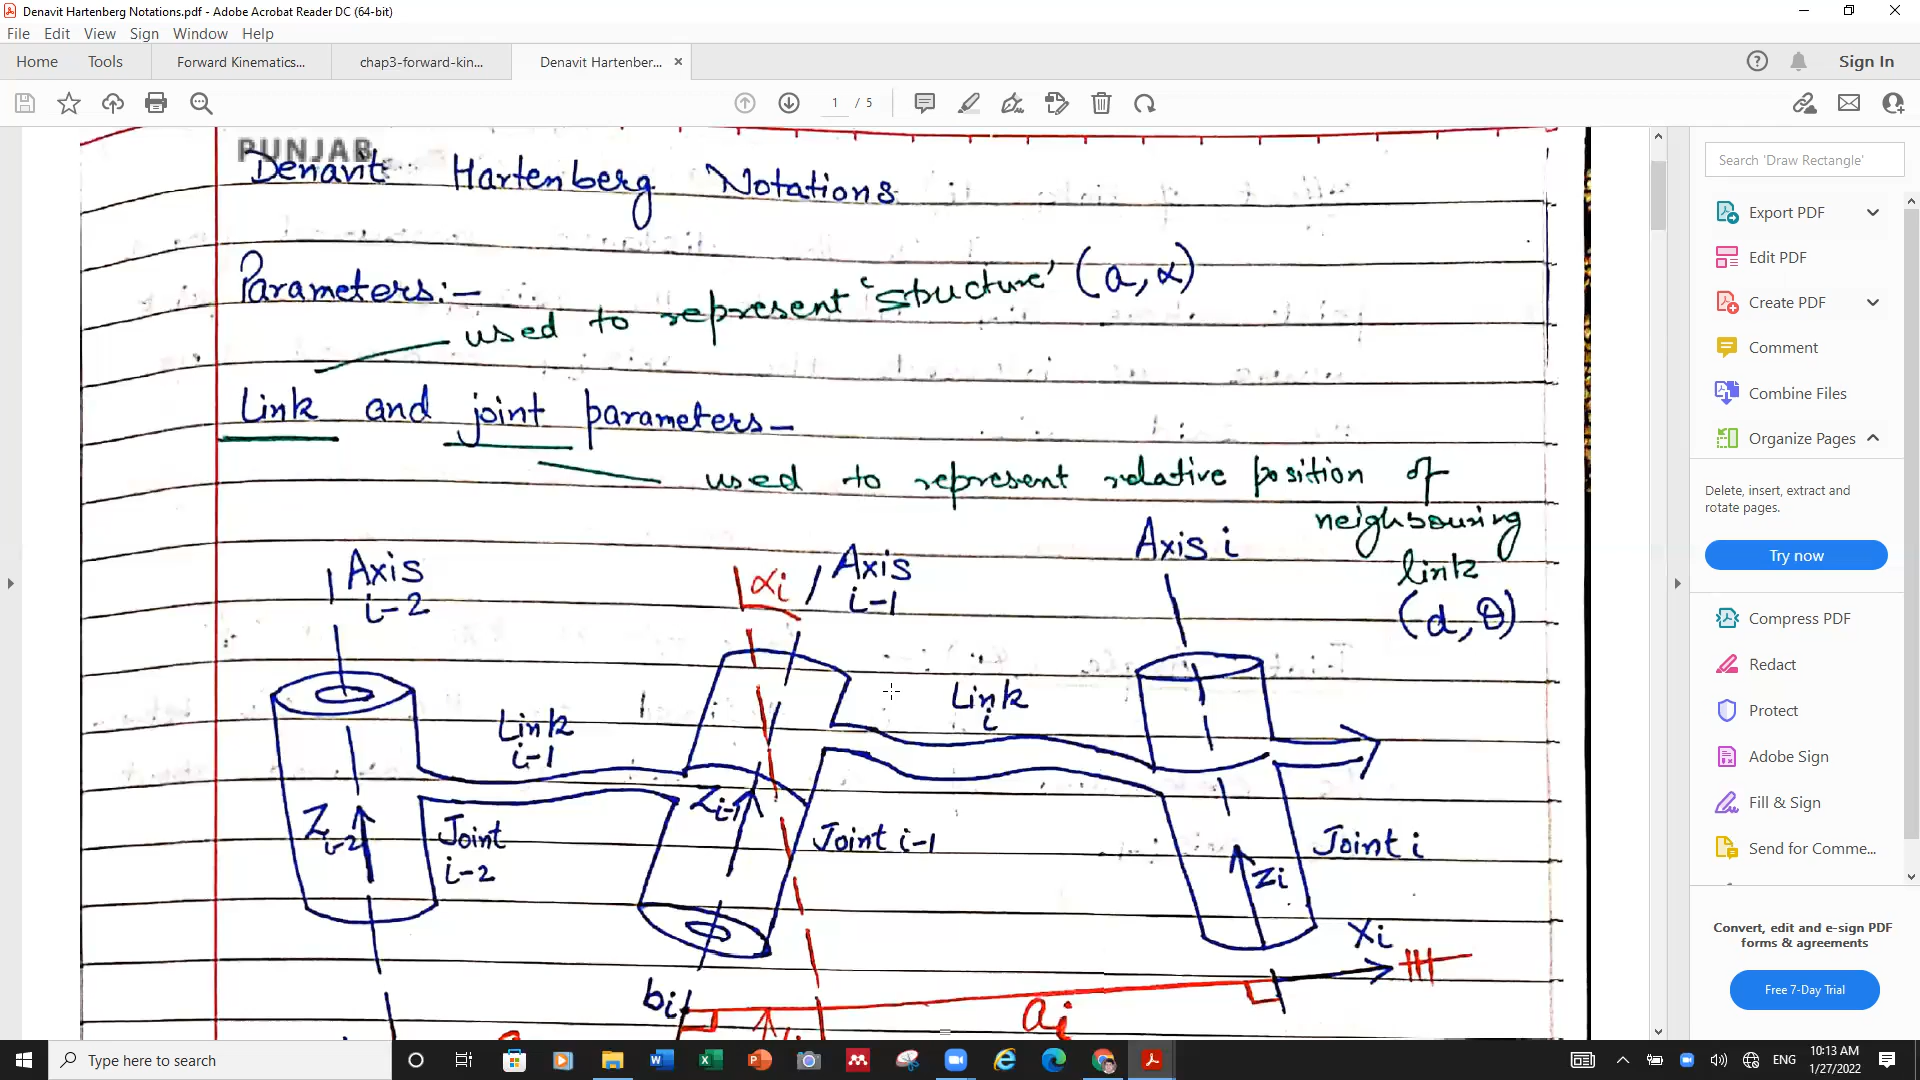 Denavit Hartenberg Notations.pdf - Adobe Acrobat Reader DC (64-bit)
File Edit View Sign Window Help
Home Tools Forward Kinematics... chap3-forward-kin... Denavit Hartenber... ×
1 / 5
Sign In
PUNJAB
Denavit Hartenberg Notations
Parameters:-
used to represent 'structure' (a, α)
Link and joint parameters-
used to represent relative position of
neighbouring
link
(d, θ)
Axis
i-2
αi
Axis
i-1
Axis i
Link
i-1
Link
i
Zi-2
Joint
i-2
Zi-1
Joint i-1
Zi
Joint i
Xi
bi
ai
Search 'Draw Rectangle'
Export PDF
Edit PDF
Create PDF
Comment
Combine Files
Organize Pages
Delete, insert, extract and
rotate pages.
Try now
Compress PDF
Redact
Protect
Adobe Sign
Fill & Sign
Send for Comme...
Convert, edit and e-sign PDF
forms & agreements
Free 7-Day Trial
Type here to search
ENG
10:13 AM
1/27/2022